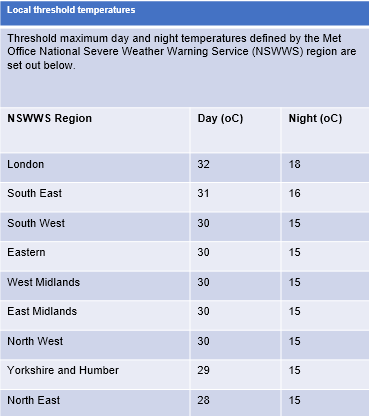 Local threshold temperatures
Threshold maximum day and night temperatures defined by the Met
Office National Severe Weather Warning Service (NSWWS) region are
set out below.
NSWWS Region Day (oC) Night (oC)
London 32 18
South East 31 16
South West 30 15
Eastern 30 15
West Midlands 30 15
East Midlands 30 15
North West 30 15
Yorkshire and Humber 29 15
North East 28 15